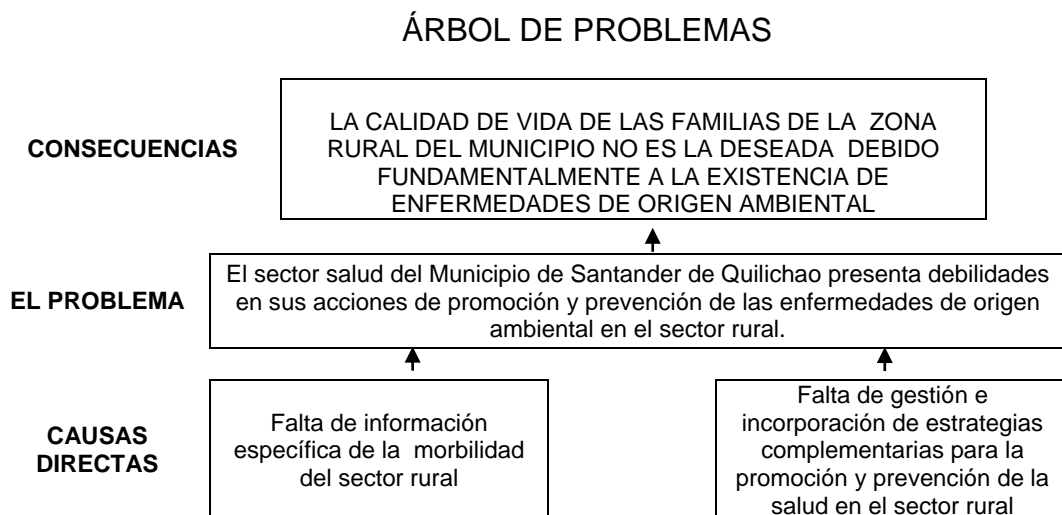 ÁRBOL DE PROBLEMAS
CONSECUENCIAS
LA CALIDAD DE VIDA DE LAS FAMILIAS DE LA ZONA
RURAL DEL MUNICIPIO NO ES LA DESEADA DEBIDO
FUNDAMENTALMENTE A LA EXISTENCIA DE
ENFERMEDADES DE ORIGEN AMBIENTAL
EL PROBLEMA
El sector salud del Municipio de Santander de Quilichao presenta debilidades
en sus acciones de promoción y prevención de las enfermedades de origen
ambiental en el sector rural.
CAUSAS
DIRECTAS
Falta de información
específica de la morbilidad
del sector rural
Falta de gestión e
incorporación de estrategias
complementarias para la
promoción y prevención de la
salud en el sector rural